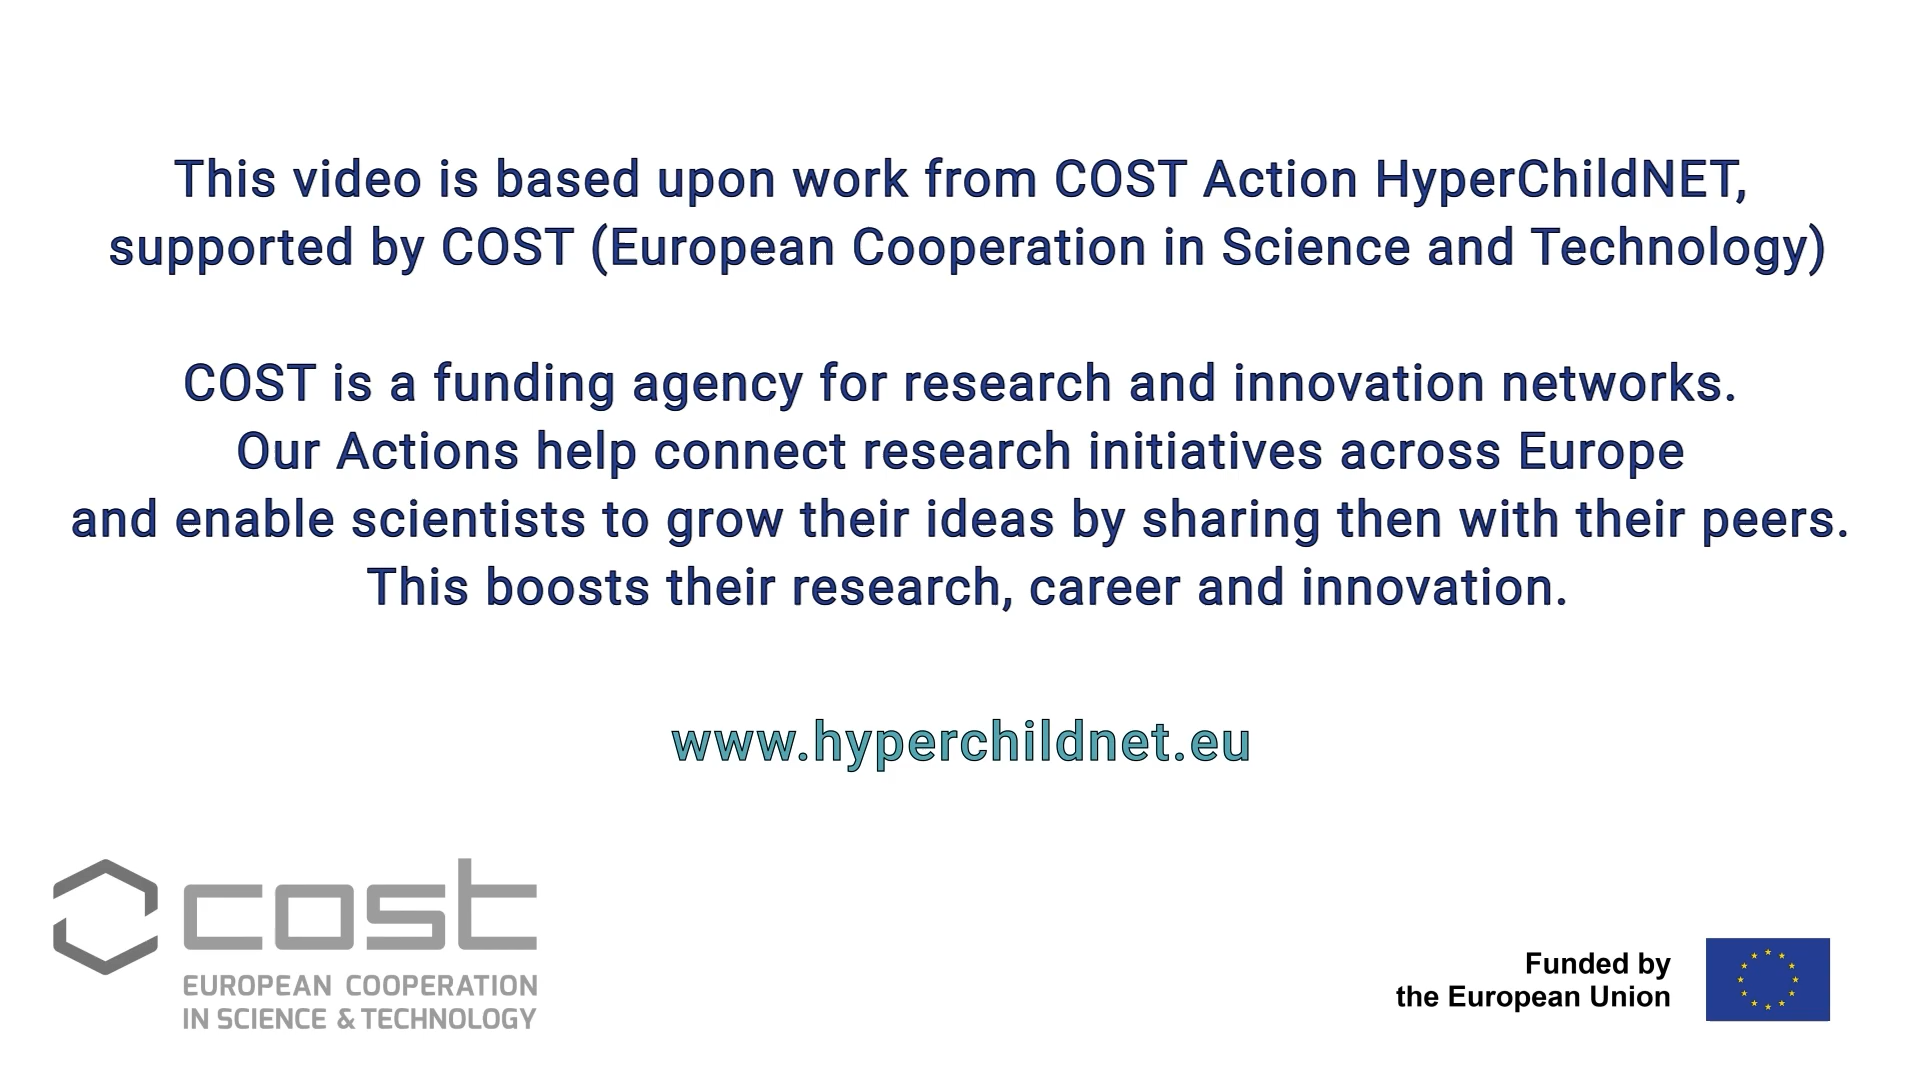 This video is based upon work from COST Action HyperChildNET,
supported by COST (European Cooperation in Science and Technology)
COST is a funding agency for research and innovation networks.
Our Actions help connect research initiatives across Europe
and enable scientists to grow their ideas by sharing then with their peers.
This boosts their research, career and innovation.
www.hyperchildnet.eu
cost
EUROPEAN COOPERATION
IN SCIENCE & TECHNOLOGY
Funded by
the European Union